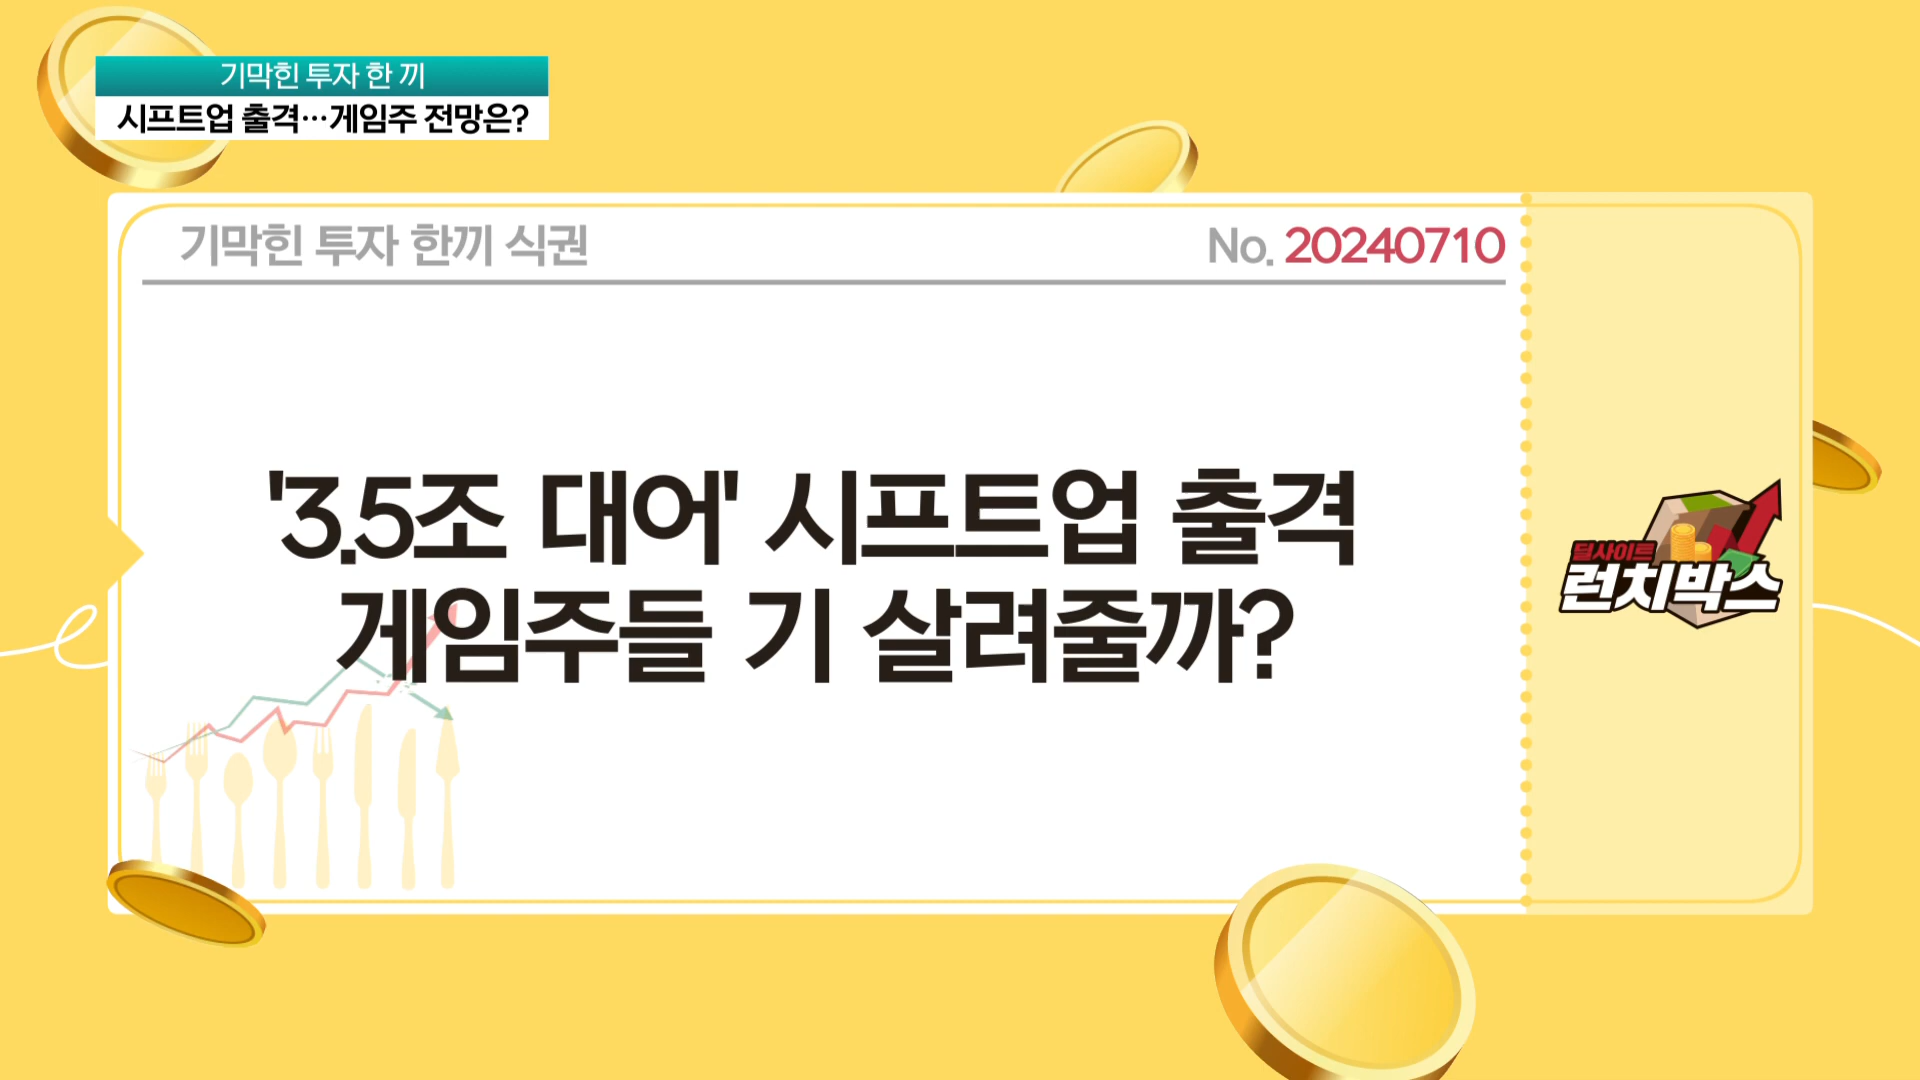 기막힌 투자 한 끼
시프트업 출격…게임주 전망은?
기막힌 투자 한끼 식권
No. 20240710
'3.5조 대어' 시프트업 출격
게임주들 기 살려줄까?
딜사이트
런치박스